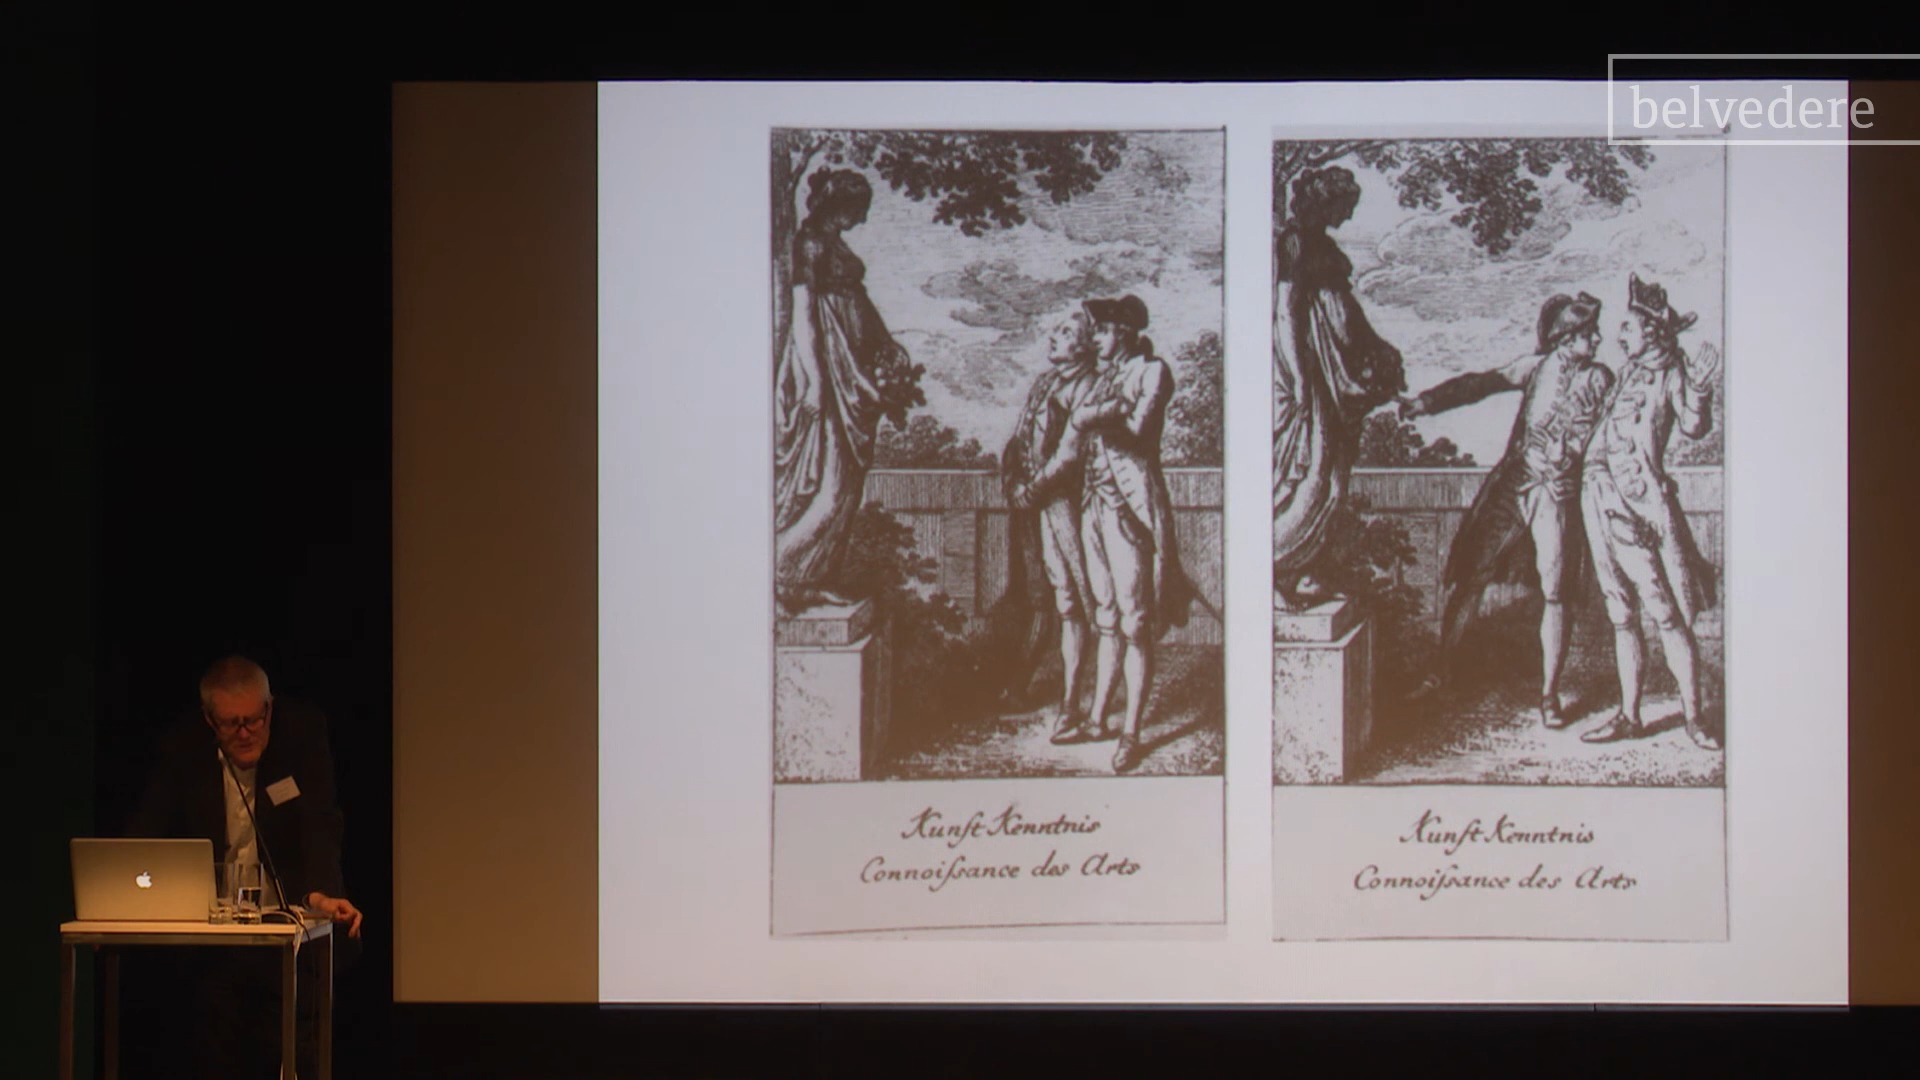 belvedere
Kunſt Kenntnis
Connoiſsance des Arts
Kunſt Kenntnis
Connoiſsance des Arts